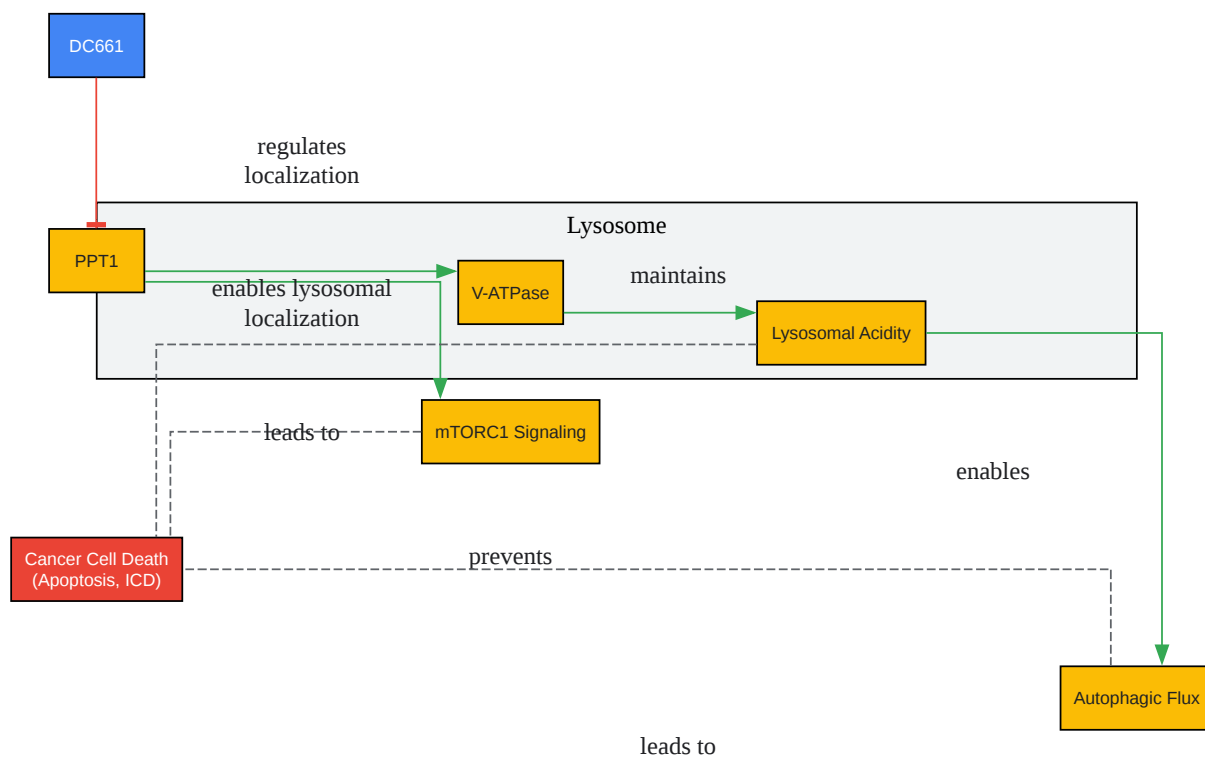 DC661
regulates
localization
Lysosome
PPT1
V-ATPase
maintains
enables lysosomal
localization
Lysosomal Acidity
leads to
mTORC1 Signaling
enables
Cancer Cell Death
(Apoptosis, ICD)
prevents
Autophagic Flux
leads to